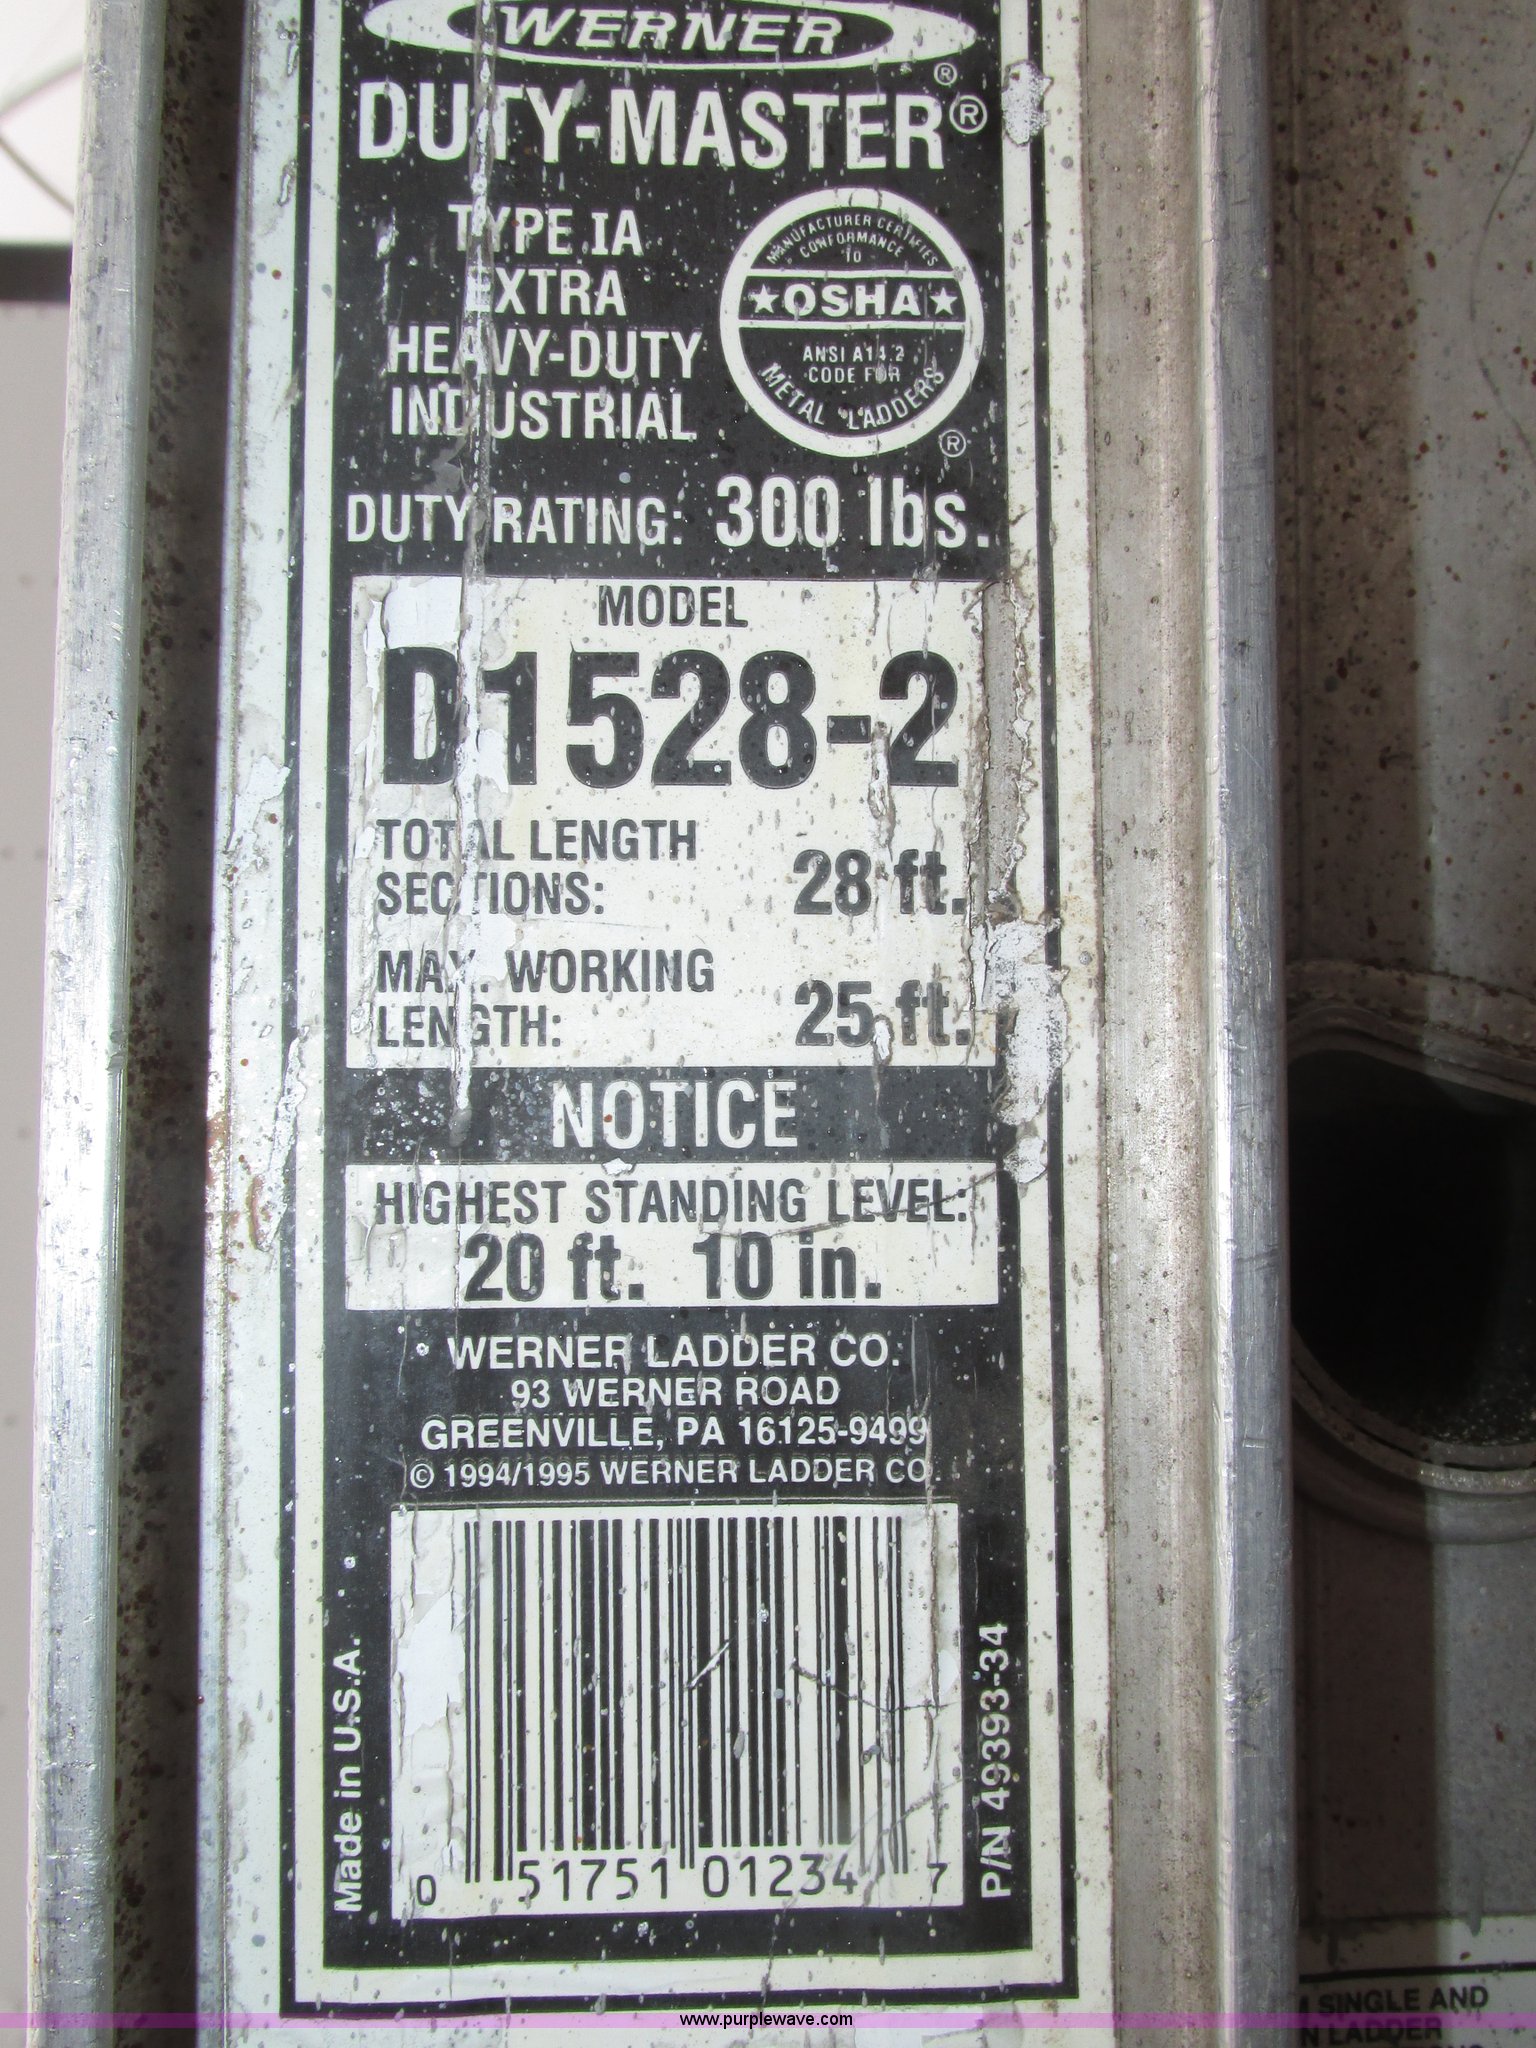 WERNER
®
DUTY-MASTER®
TYPE IA
EXTRA
HEAVY-DUTY
INDUSTRIAL
MANUFACTURER CERTIFIES
CONFORMANCE
TO
★OSHA★
ANSI A14.2
CODE FOR
METAL LADDERS
®
DUTY RATING: 300 lbs.
MODEL
D1528-2
TOTAL LENGTH
SECTIONS: 28 ft.
MAX. WORKING
LENGTH: 25 ft.
NOTICE
HIGHEST STANDING LEVEL:
20 ft. 10 in.
WERNER LADDER CO.
93 WERNER ROAD
GREENVILLE, PA 16125-9499
© 1994/1995 WERNER LADDER CO.
Made in U.S.A.
P/N 49393-34
0 51751 01234 7
SINGLE AND
LADDER
www.purplewave.com